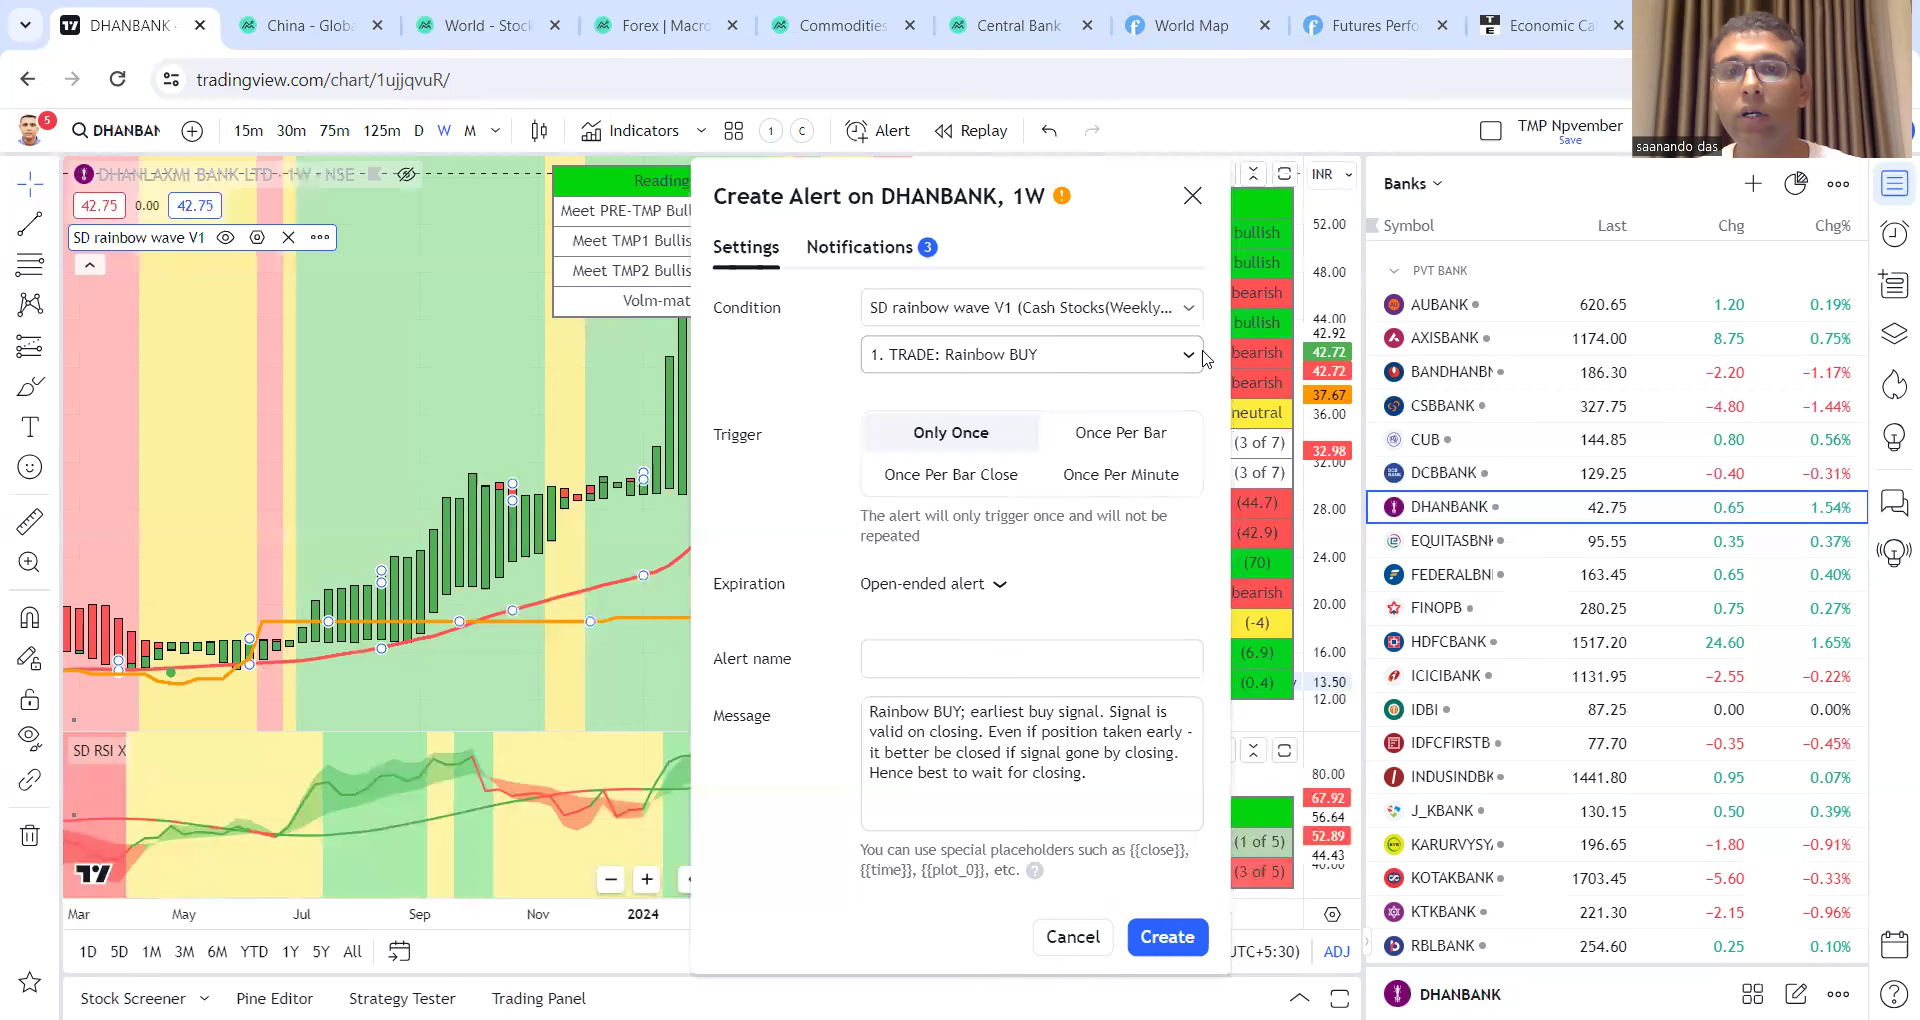 DHANBANK
China - Globa
World - Stock
Forex | Macro
Commodities
Central Bank
World Map
Futures Perfo
Economic Ca
tradingview.com/chart/1ujjqvuR/
5
DHANBAN
15m
30m
75m
125m
D
W
M
Indicators
1
C
Alert
Replay
TMP Npvember
Save
saanando das
DHANLAXMI BANK LTD · 1W · NSE
42.75
0.00
42.75
SD rainbow wave V1
Reading
Meet PRE-TMP Bull
Meet TMP1 Bullis
Meet TMP2 Bullis
Volm-mat
Create Alert on DHANBANK, 1W
Settings
Notifications 3
Condition
SD rainbow wave V1 (Cash Stocks(Weekly...
1. TRADE: Rainbow BUY
Trigger
Only Once
Once Per Bar
Once Per Bar Close
Once Per Minute
The alert will only trigger once and will not be
repeated
Expiration
Open-ended alert
Alert name
Message
Rainbow BUY; earliest buy signal. Signal is
valid on closing. Even if position taken early -
it better be closed if signal gone by closing.
Hence best to wait for closing.
You can use special placeholders such as {{close}},
{{time}}, {{plot_0}}, etc.
Cancel
Create
bullish
bullish
bearish
bullish
bearish
bearish
neutral
(3 of 7)
(3 of 7)
(44.7)
(42.9)
(70)
bearish
(-4)
(6.9)
(0.4)
(1 of 5)
(3 of 5)
INR
52.00
48.00
44.00
42.92
42.72
42.72
37.67
36.00
32.98
32.00
28.00
24.00
20.00
16.00
13.50
12.00
80.00
67.92
56.64
52.89
44.43
40.00
SD RSI X
Mar
May
Jul
Sep
Nov
2024
1D
5D
1M
3M
6M
YTD
1Y
5Y
All
UTC+5:30)
ADJ
Stock Screener
Pine Editor
Strategy Tester
Trading Panel
Banks
Symbol Last Chg Chg%
PVT BANK
AUBANK 620.65 1.20 0.19%
AXISBANK 1174.00 8.75 0.75%
BANDHANBN 186.30 −2.20 −1.17%
CSBBANK 327.75 −4.80 −1.44%
CUB 144.85 0.80 0.56%
DCBBANK 129.25 −0.40 −0.31%
DHANBANK 42.75 0.65 1.54%
EQUITASBNK 95.55 0.35 0.37%
FEDERALBN 163.45 0.65 0.40%
FINOPB 280.25 0.75 0.27%
HDFCBANK 1517.20 24.60 1.65%
ICICIBANK 1131.95 −2.55 −0.22%
IDBI 87.25 0.00 0.00%
IDFCFIRSTB 77.70 −0.35 −0.45%
INDUSINDBK 1441.80 0.95 0.07%
J_KBANK 130.15 0.50 0.39%
KARURVYSYA 196.65 −1.80 −0.91%
KOTAKBANK 1703.45 −5.60 −0.33%
KTKBANK 221.30 −2.15 −0.96%
RBLBANK 254.60 0.25 0.10%
DHANBANK